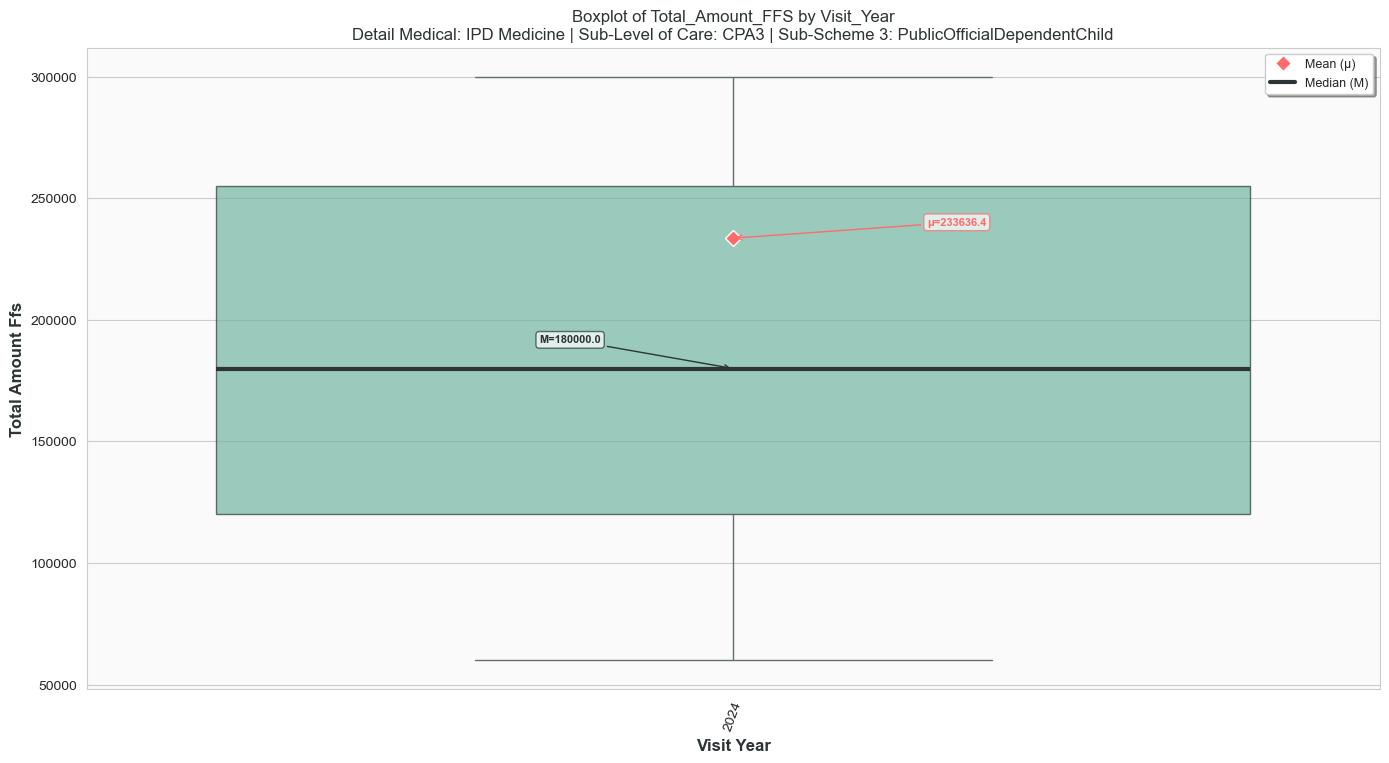 Boxplot of Total_Amount_FFS by Visit_Year
Detail Medical: IPD Medicine | Sub-Level of Care: CPA3 | Sub-Scheme 3: PublicOfficialDependentChild
Mean (μ)
Median (M)
300000
250000
200000
150000
100000
50000
Total Amount Ffs
μ=233636.4
M=180000.0
2024
Visit Year